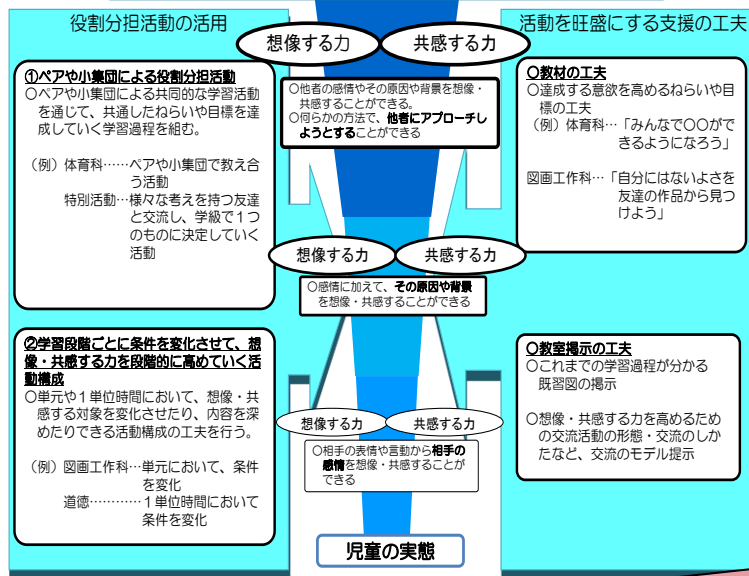 役割分担活動の活用
①ペアや小集団による役割分担活動
○ペアや小集団による共同的な学習活動
を通じて、共通したねらいや目標を達
成していく学習過程を組む。
(例)体育科……ペアや小集団で教え合
う活動
特別活動…様々な考えを持つ友達
と交流し、学級で１つ
のものに決定していく
活動
②学習段階ごとに条件を変化させて、想
像・共感する力を段階的に高めていく活
動構成
○単元や１単位時間において、想像・共
感する対象を変化させたり、内容を深
めたりできる活動構成の工夫を行う。
(例)図画工作科…単元において、条件
を変化
道徳…………１単位時間において
条件を変化
想像する力
共感する力
○他者の感情やその原因や背景を想像・
共感することができる。
○何らかの方法で、他者にアプローチし
ようとすることができる
想像する力
共感する力
○感情に加えて、その原因や背景
を想像・共感することができる
想像する力
共感する力
○相手の表情や言動から相手の
感情を想像・共感することが
できる
児童の実態
活動を旺盛にする支援の工夫
○教材の工夫
○達成する意欲を高めるねらいや目
標の工夫
(例)体育科…「みんなで〇〇がで
きるようになろう」
図画工作科…「自分にはないよさを
友達の作品から見つ
けよう」
○教室掲示の工夫
○これまでの学習過程が分かる
既習図の掲示
○想像・共感する力を高めるため
の交流活動の形態・交流のしか
たなど、交流のモデル提示